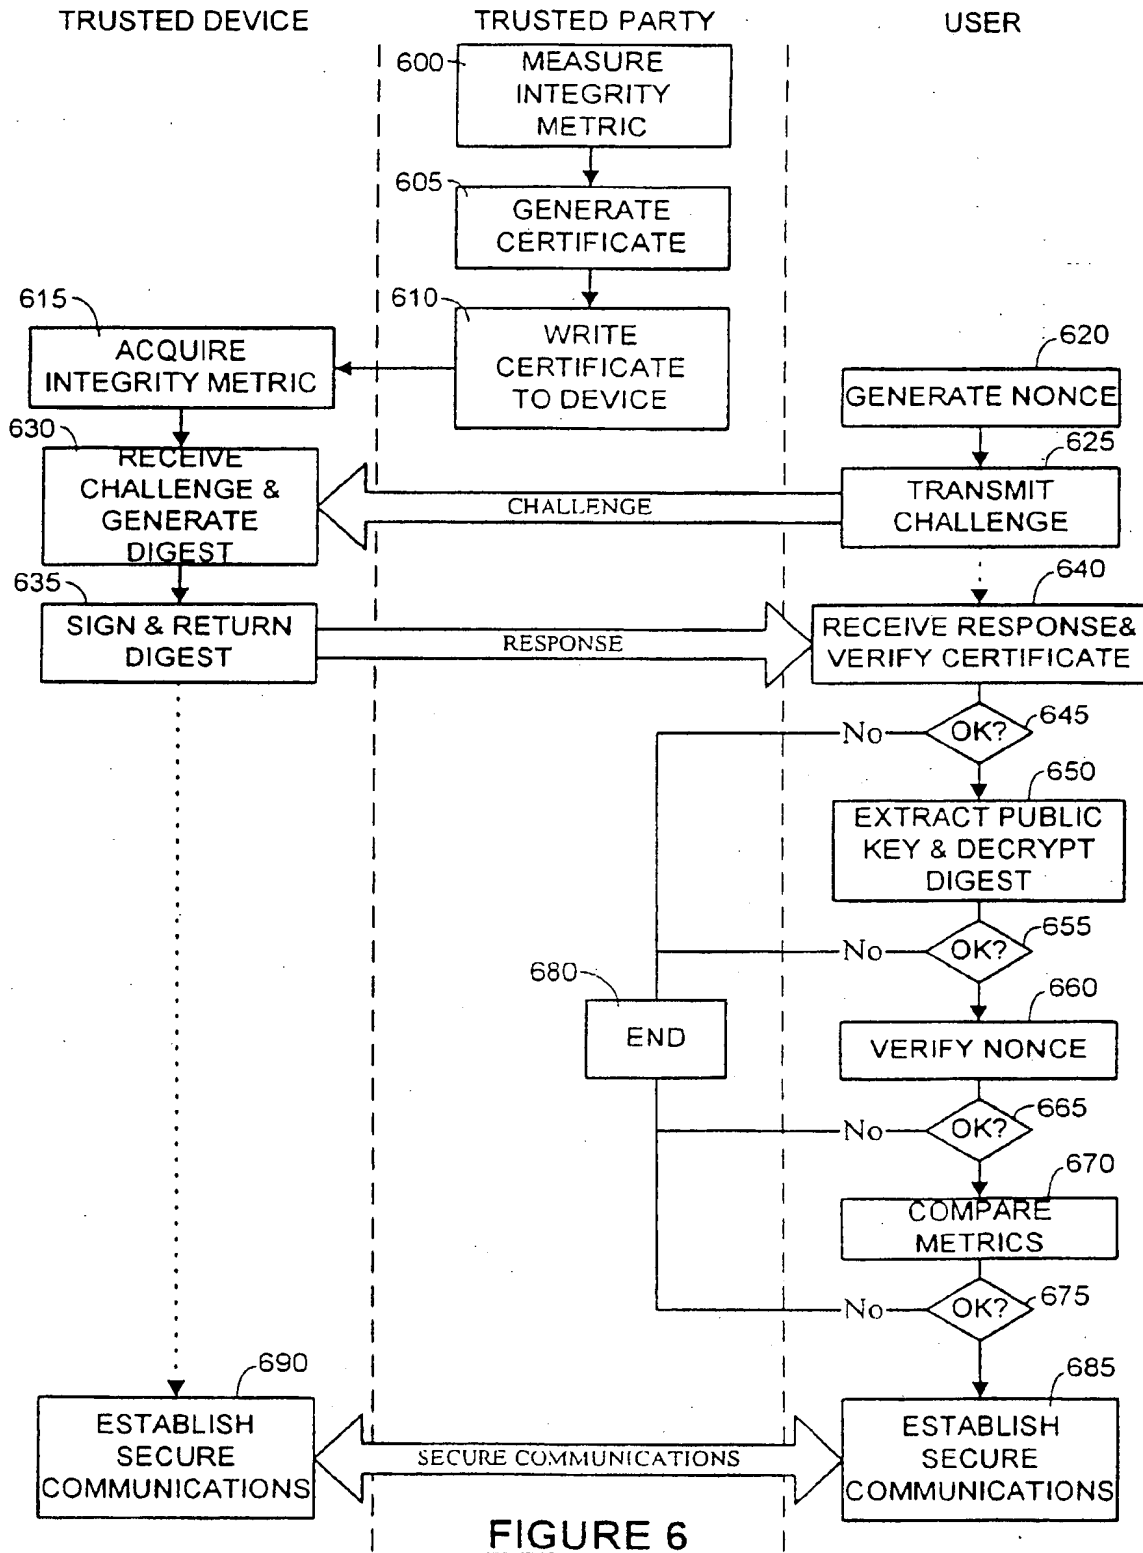 TRUSTED DEVICE
TRUSTED PARTY
USER
600
MEASURE
INTEGRITY
METRIC
605
GENERATE
CERTIFICATE
610
WRITE
CERTIFICATE
TO DEVICE
615
ACQUIRE
INTEGRITY METRIC
620
GENERATE NONCE
625
TRANSMIT
CHALLENGE
CHALLENGE
630
RECEIVE
CHALLENGE &
GENERATE
DIGEST
635
SIGN & RETURN
DIGEST
RESPONSE
640
RECEIVE RESPONSE&
VERIFY CERTIFICATE
No
OK?
645
650
EXTRACT PUBLIC
KEY & DECRYPT
DIGEST
No
OK?
655
680
END
660
VERIFY NONCE
No
OK?
665
670
COMPARE
METRICS
No
OK?
675
690
ESTABLISH
SECURE
COMMUNICATIONS
SECURE COMMUNICATIONS
685
ESTABLISH
SECURE
COMMUNICATIONS
FIGURE 6